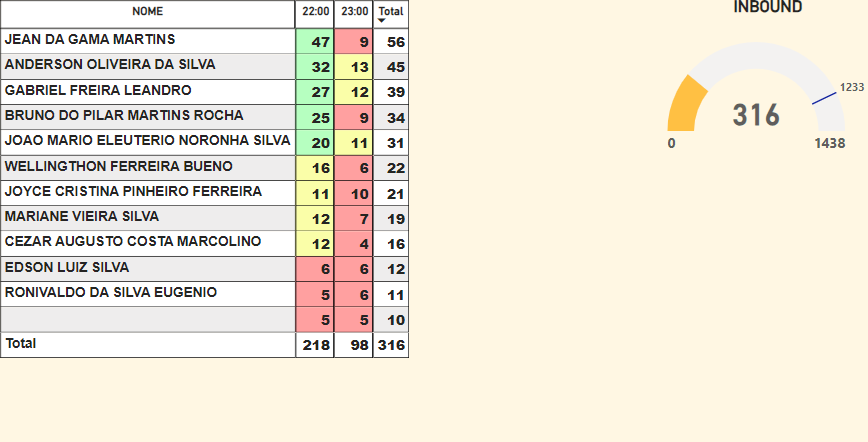 NOME 22:00 23:00 Total
JEAN DA GAMA MARTINS 47 9 56
ANDERSON OLIVEIRA DA SILVA 32 13 45
GABRIEL FREIRA LEANDRO 27 12 39
BRUNO DO PILAR MARTINS ROCHA 25 9 34
JOAO MARIO ELEUTERIO NORONHA SILVA 20 11 31
WELLINGTHON FERREIRA BUENO 16 6 22
JOYCE CRISTINA PINHEIRO FERREIRA 11 10 21
MARIANE VIEIRA SILVA 12 7 19
CEZAR AUGUSTO COSTA MARCOLINO 12 4 16
EDSON LUIZ SILVA 6 6 12
RONIVALDO DA SILVA EUGENIO 5 6 11
5 5 10
Total 218 98 316
INBOUND
1233
316
0 1438